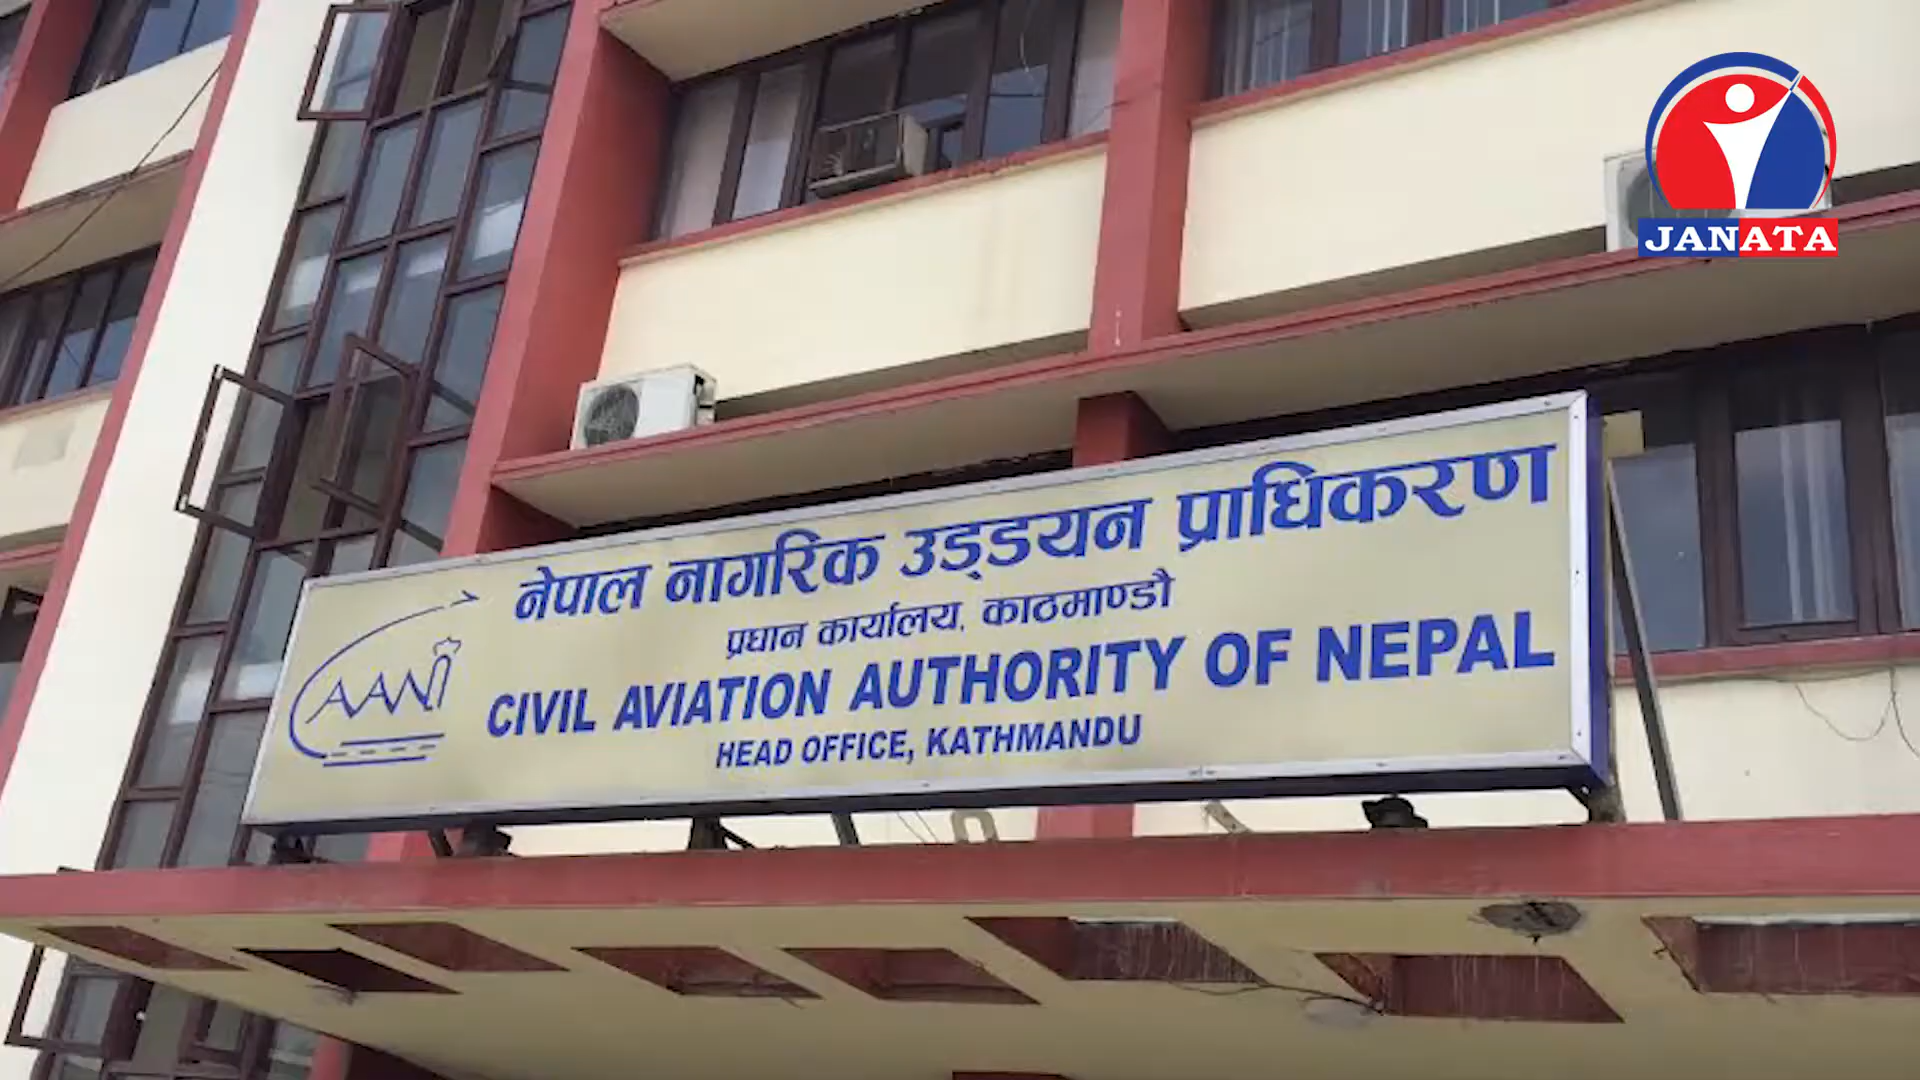 JANATA
नेपाल नागरिक उड्डयन प्राधिकरण
प्रधान कार्यालय, काठमाण्डौ
CIVIL AVIATION AUTHORITY OF NEPAL
HEAD OFFICE, KATHMANDU
CAAN